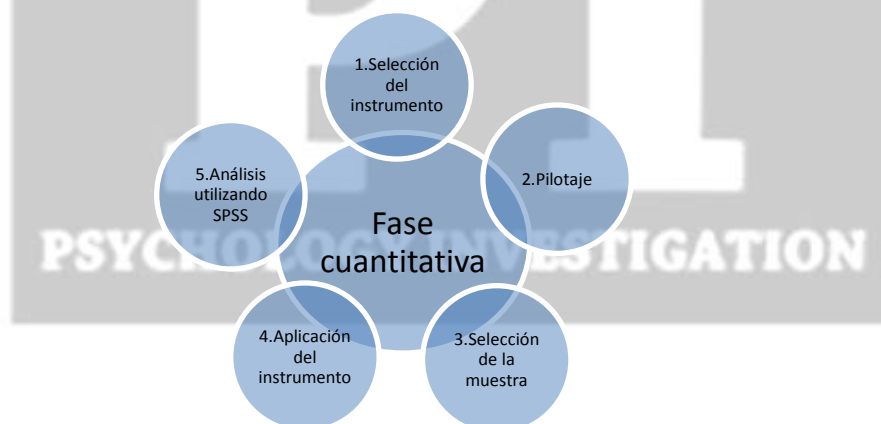 1.Selección
del
instrumento
2.Pilotaje
3.Selección
de la
muestra
4.Aplicación
del
instrumento
5.Análisis
utilizando
SPSS
Fase
cuantitativa
PI
PSYCHOLOGY INVESTIGATION